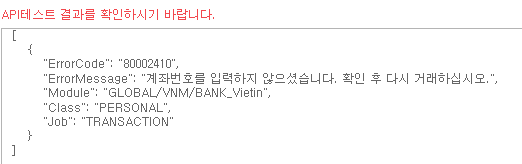 API테스트 결과를 확인하시기 바랍니다.
[
{
"ErrorCode": "80002410",
"ErrorMessage": "계좌번호를 입력하지 않으셨습니다. 확인 후 다시 거래하십시오.",
"Module": "GLOBAL/VNM/BANK_Vietin",
"Class": "PERSONAL",
"Job": "TRANSACTION"
}
]